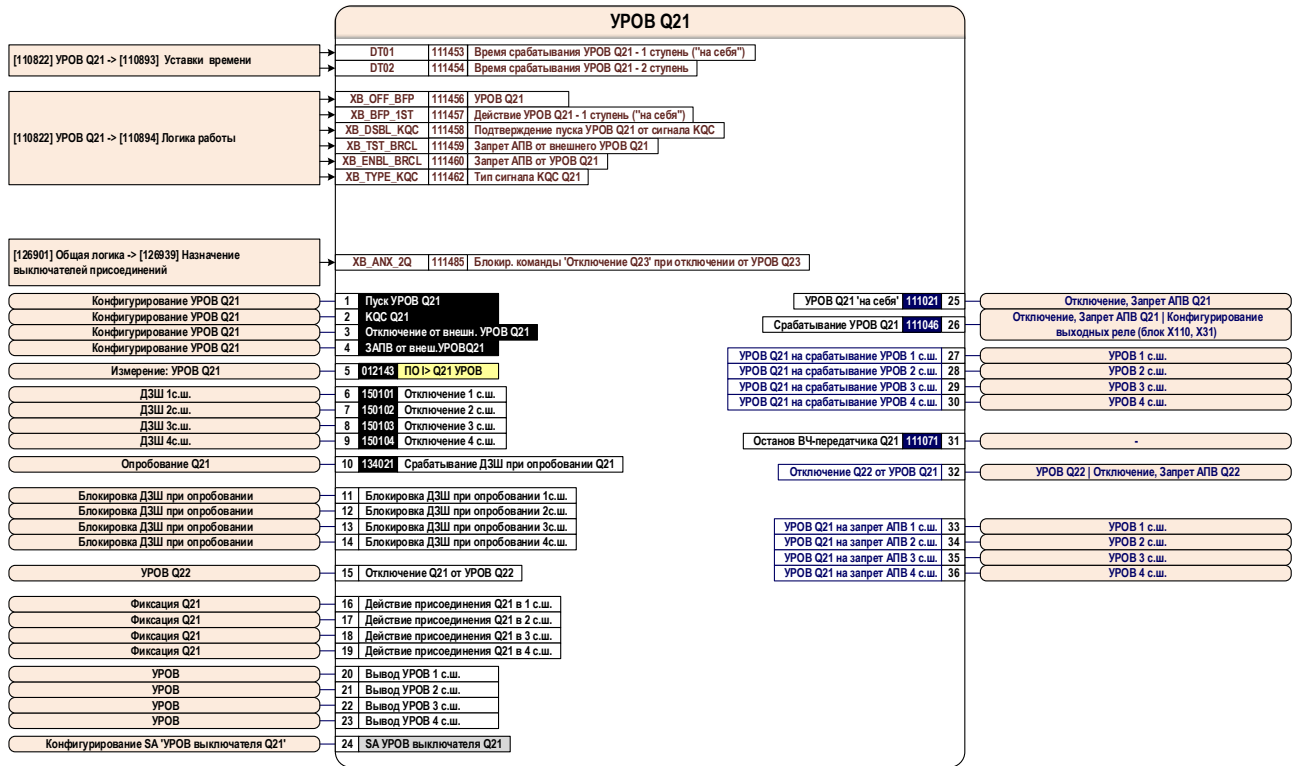 УРОВ Q21
[110822] УРОВ Q21 -> [110893] Уставки времени
DT01 111453 Время срабатывания УРОВ Q21 - 1 ступень ("на себя")
DT02 111454 Время срабатывания УРОВ Q21 - 2 ступень
[110822] УРОВ Q21 -> [110894] Логика работы
XB_OFF_BFP 111456 УРОВ Q21
XB_BFP_1ST 111457 Действие УРОВ Q21 - 1 ступень ("на себя")
XB_DSBL_KQC 111458 Подтверждение пуска УРОВ Q21 от сигнала KQC
XB_TST_BRCL 111459 Запрет АПВ от внешнего УРОВ Q21
XB_ENBL_BRCL 111460 Запрет АПВ от УРОВ Q21
XB_TYPE_KQC 111462 Тип сигнала KQC Q21
[126901] Общая логика -> [126939] Назначение
выключателей присоединений
XB_ANX_2Q 111485 Блокир. команды 'Отключение Q23' при отключении от УРОВ Q23
Конфигурирование УРОВ Q21 1 Пуск УРОВ Q21
Конфигурирование УРОВ Q21 2 KQC Q21
Конфигурирование УРОВ Q21 3 Отключение от внешн. УРОВ Q21
Конфигурирование УРОВ Q21 4 ЗАПВ от внеш.УРОВQ21
Измерение: УРОВ Q21 5 012143 ПО I> Q21 УРОВ
ДЗШ 1с.ш. 6 150101 Отключение 1 с.ш.
ДЗШ 2с.ш. 7 150102 Отключение 2 с.ш.
ДЗШ 3с.ш. 8 150103 Отключение 3 с.ш.
ДЗШ 4с.ш. 9 150104 Отключение 4 с.ш.
Опробование Q21 10 134021 Срабатывание ДЗШ при опробовании Q21
Блокировка ДЗШ при опробовании 11 Блокировка ДЗШ при опробовании 1с.ш.
Блокировка ДЗШ при опробовании 12 Блокировка ДЗШ при опробовании 2с.ш.
Блокировка ДЗШ при опробовании 13 Блокировка ДЗШ при опробовании 3с.ш.
Блокировка ДЗШ при опробовании 14 Блокировка ДЗШ при опробовании 4с.ш.
УРОВ Q22 15 Отключение Q21 от УРОВ Q22
Фиксация Q21 16 Действие присоединения Q21 в 1 с.ш.
Фиксация Q21 17 Действие присоединения Q21 в 2 с.ш.
Фиксация Q21 18 Действие присоединения Q21 в 3 с.ш.
Фиксация Q21 19 Действие присоединения Q21 в 4 с.ш.
УРОВ 20 Вывод УРОВ 1 с.ш.
УРОВ 21 Вывод УРОВ 2 с.ш.
УРОВ 22 Вывод УРОВ 3 с.ш.
УРОВ 23 Вывод УРОВ 4 с.ш.
Конфигурирование SA 'УРОВ выключателя Q21' 24 SA УРОВ выключателя Q21
УРОВ Q21 'на себя' 111021 25 Отключение, Запрет АПВ Q21
Срабатывание УРОВ Q21 111046 26 Отключение, Запрет АПВ Q21 | Конфигурирование
выходных реле (блок X110, X31)
УРОВ Q21 на срабатывание УРОВ 1 с.ш. 27 УРОВ 1 с.ш.
УРОВ Q21 на срабатывание УРОВ 2 с.ш. 28 УРОВ 2 с.ш.
УРОВ Q21 на срабатывание УРОВ 3 с.ш. 29 УРОВ 3 с.ш.
УРОВ Q21 на срабатывание УРОВ 4 с.ш. 30 УРОВ 4 с.ш.
Останов ВЧ-передатчика Q21 111071 31 -
Отключение Q22 от УРОВ Q21 32 УРОВ Q22 | Отключение, Запрет АПВ Q22
УРОВ Q21 на запрет АПВ 1 с.ш. 33 УРОВ 1 с.ш.
УРОВ Q21 на запрет АПВ 2 с.ш. 34 УРОВ 2 с.ш.
УРОВ Q21 на запрет АПВ 3 с.ш. 35 УРОВ 3 с.ш.
УРОВ Q21 на запрет АПВ 4 с.ш. 36 УРОВ 4 с.ш.